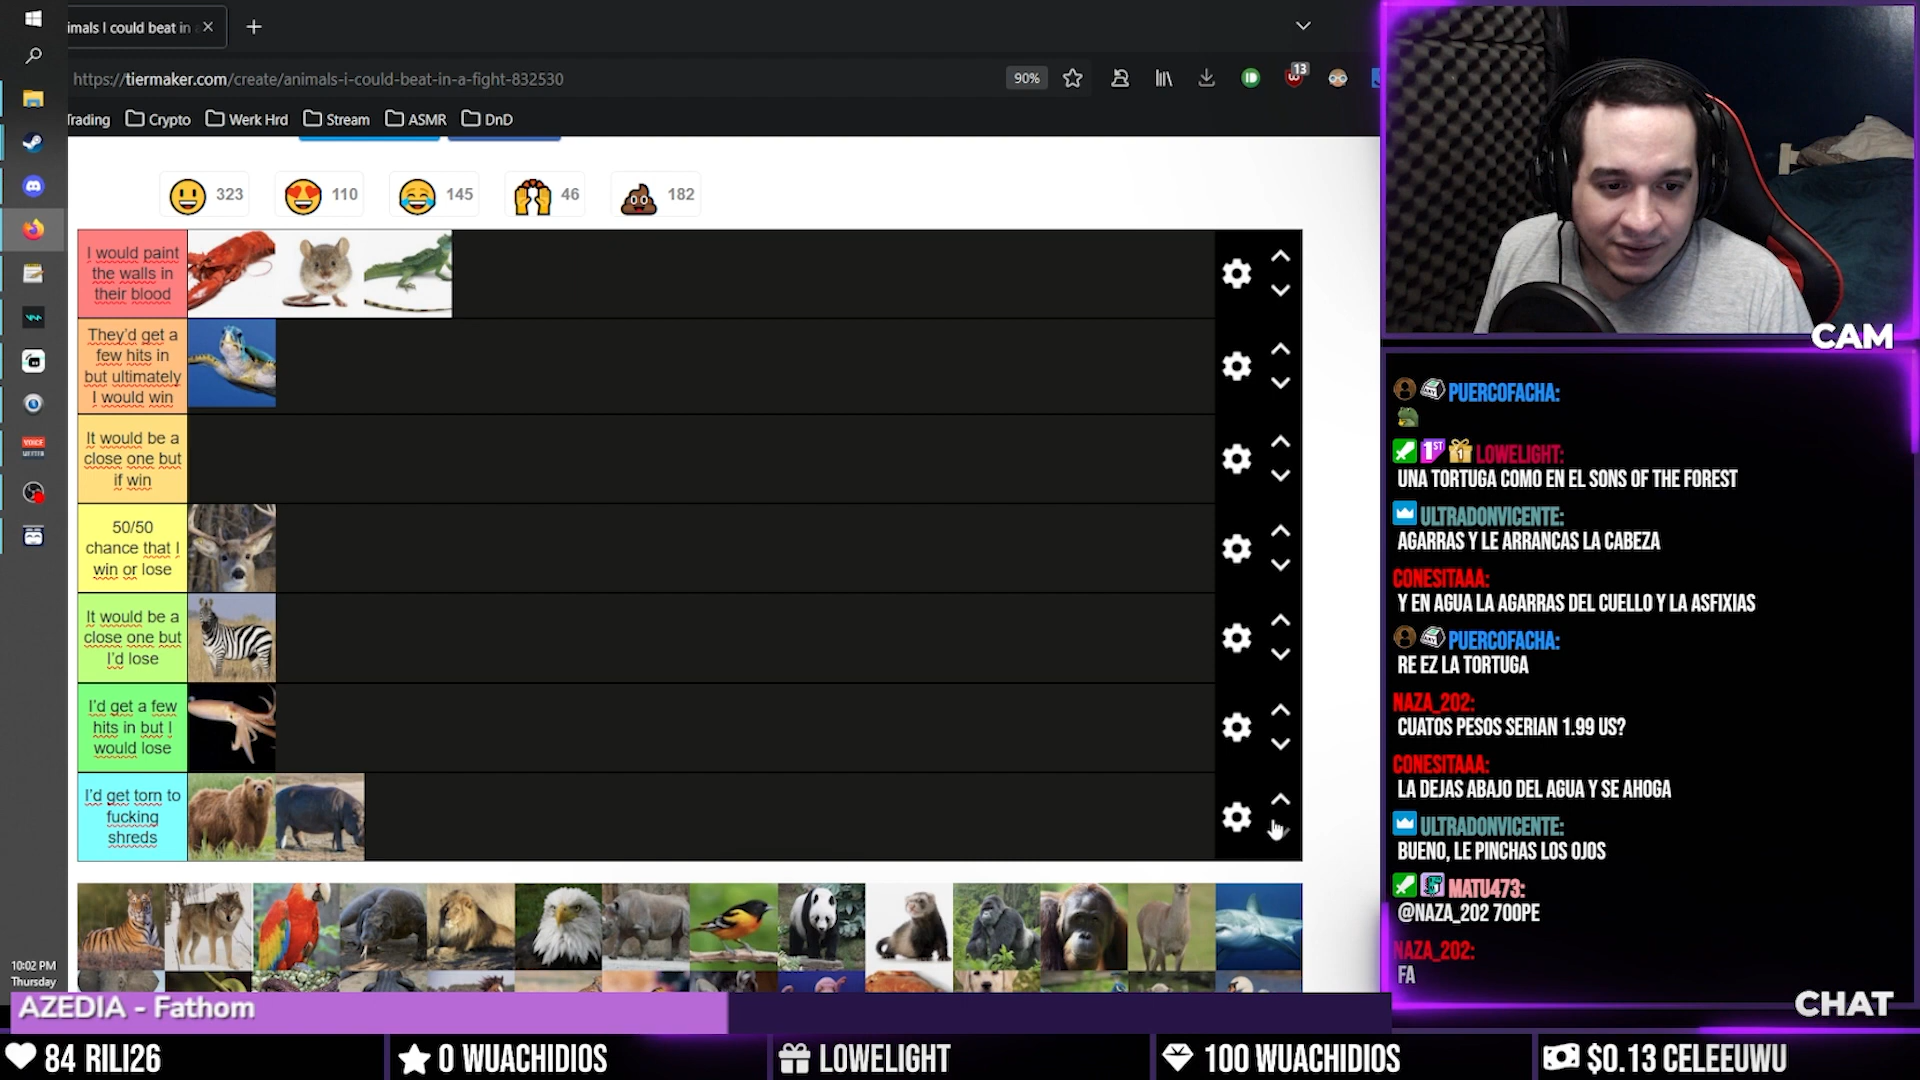 imals I could beat in
https://tiermaker.com/create/animals-i-could-beat-in-a-fight-832530
90%
13
Trading
Crypto
Werk Hrd
Stream
ASMR
DnD
323
110
145
46
182
I would paint
the walls in
their blood
They'd get a
few hits in
but ultimately
I would win
It would be a
close one but
if win
50/50
chance that I
win or lose
It would be a
close one but
I'd lose
I'd get a few
hits in but I
would lose
I'd get torn to
fucking
shreds
10:02 PM
Thursday
CAM
PUERCOFACHA:
1ST
1
LOWELIGHT:
UNA TORTUGA COMO EN EL SONS OF THE FOREST
ULTRADONVICENTE:
AGARRAS Y LE ARRANCAS LA CABEZA
CONESITAAA:
Y EN AGUA LA AGARRAS DEL CUELLO Y LA ASFIXIAS
PUERCOFACHA:
RE EZ LA TORTUGA
NAZA_202:
CUATOS PESOS SERIAN 1.99 US?
CONESITAAA:
LA DEJAS ABAJO DEL AGUA Y SE AHOGA
ULTRADONVICENTE:
BUENO, LE PINCHAS LOS OJOS
MATU473:
@NAZA_202 700PE
NAZA_202:
FA
CHAT
AZEDIA - Fathom
84 RILI26
0 WUACHIDIOS
LOWELIGHT
100 WUACHIDIOS
$0.13 CELEEUWU